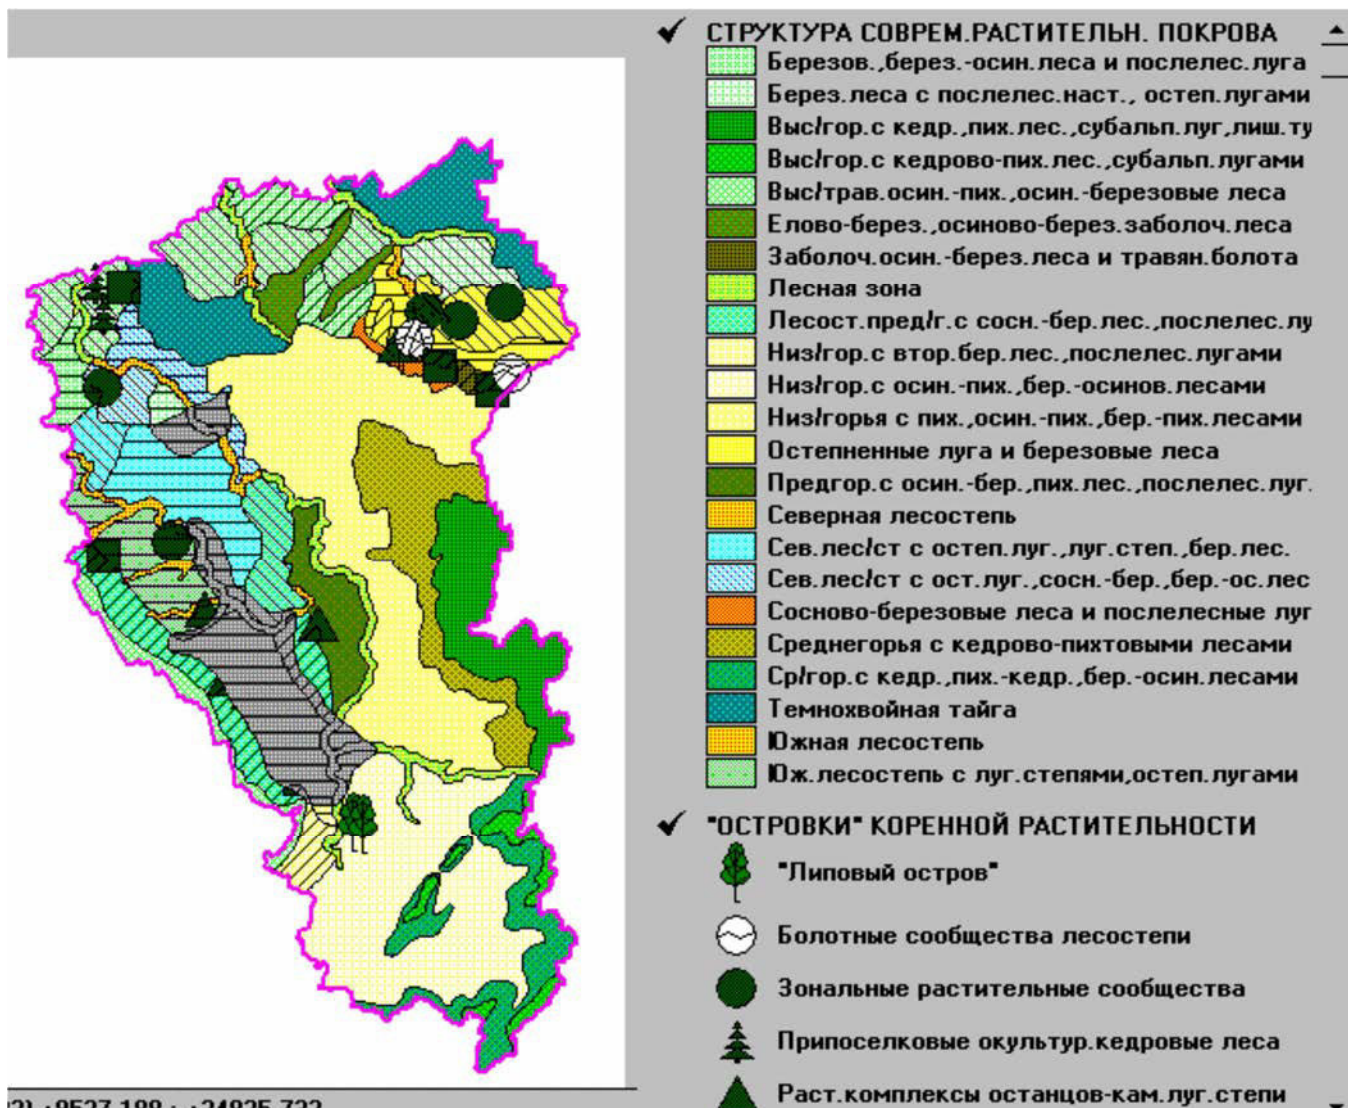 СТРУКТУРА СОВРЕМ.РАСТИТЕЛЬН. ПОКРОВА
Березов.,берез.-осин.леса и послелес.луга
Берез.леса с послелес.наст., остеп.лугами
Выс/гор.с кедр.,пих.лес.,субальп.луг,лиш.ту
Выс/гор.с кедрово-пих.лес.,субальп.лугами
Выс/трав.осин.-пих.,осин.-березовые леса
Елово-берез.,осиново-берез.заболоч.леса
Заболоч.осин.-берез.леса и травян.болота
Лесная зона
Лесост.пред/г.с сосн.-бер.лес.,послелес.лу
Низ/гор.с втор.бер.лес.,послелес.лугами
Низ/гор.с осин.-пих.,бер.-осинов.лесами
Низ/горья с пих.,осин.-пих.,бер.-пих.лесами
Остепненные луга и березовые леса
Предгор.с осин.-бер.,пих.лес.,послелес.луг.
Северная лесостепь
Сев.лес/ст с остеп.луг.,луг.степ.,бер.лес.
Сев.лес/ст с ост.луг.,сосн.-бер.,бер.-ос.лес
Сосново-березовые леса и послелесные луг
Среднегорья с кедрово-пихтовыми лесами
Ср/гор.с кедр.,пих.-кедр.,бер.-осин.лесами
Темнохвойная тайга
Южная лесостепь
Юж.лесостепь с луг.степями,остеп.лугами
"ОСТРОВКИ" КОРЕННОЙ РАСТИТЕЛЬНОСТИ
"Липовый остров"
Болотные сообщества лесостепи
Зональные растительные сообщества
Припоселковые окультур.кедровые леса
Раст.комплексы останцов-кам.луг.степи